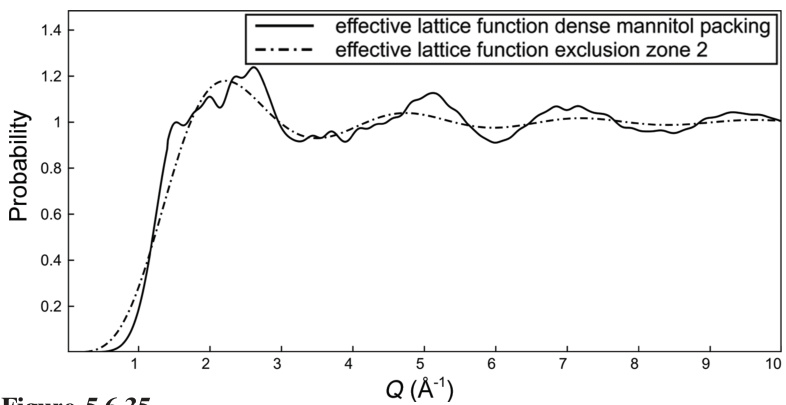 effective lattice function dense mannitol packing
effective lattice function exclusion zone 2
Probability
1.4
1.2
1
0.8
0.6
0.4
0.2
1 2 3 4 5 6 7 8 9 10
Q (Å-1)
Figure 5.6.35